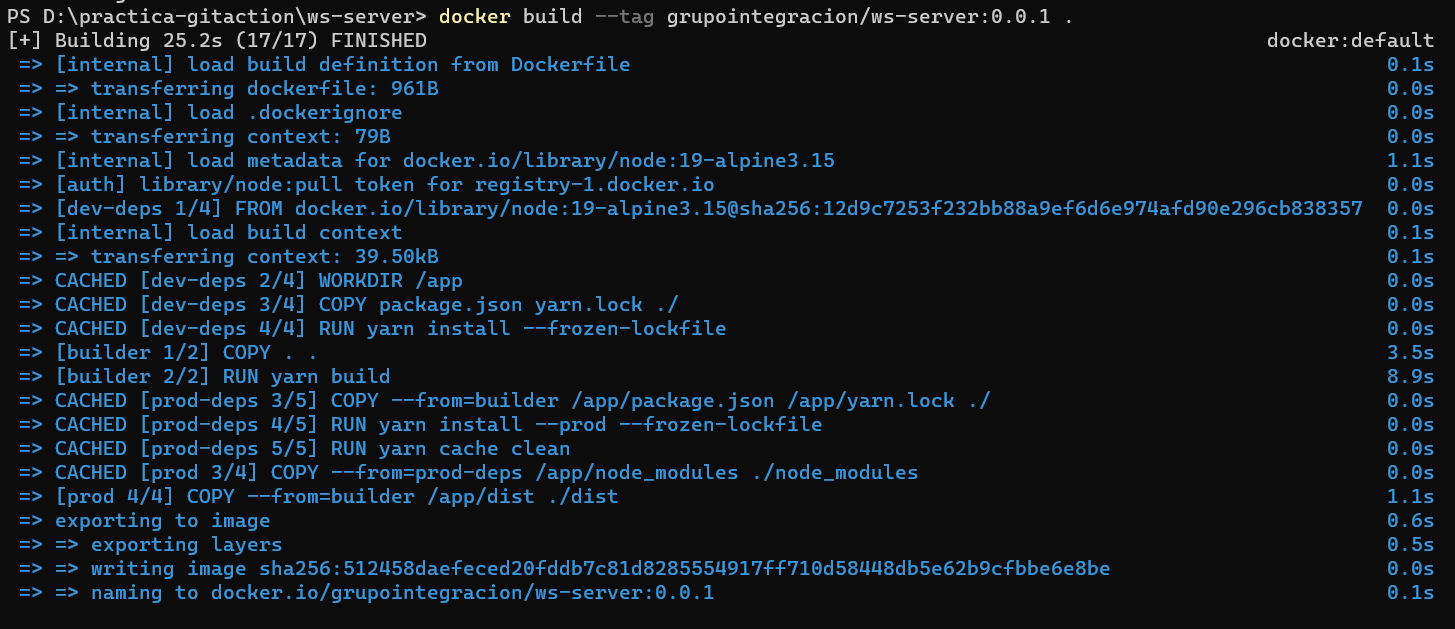 PS D:\practica-gitaction\ws-server> docker build --tag grupointegracion/ws-server:0.0.1 .
[+] Building 25.2s (17/17) FINISHED docker:default
=> [internal] load build definition from Dockerfile 0.1s
=> => transferring dockerfile: 961B 0.0s
=> [internal] load .dockerignore 0.0s
=> => transferring context: 79B 0.0s
=> [internal] load metadata for docker.io/library/node:19-alpine3.15 1.1s
=> [auth] library/node:pull token for registry-1.docker.io 0.0s
=> [dev-deps 1/4] FROM docker.io/library/node:19-alpine3.15@sha256:12d9c7253f232bb88a9ef6d6e974afd90e296cb838357 0.0s
=> [internal] load build context 0.1s
=> => transferring context: 39.50kB 0.1s
=> CACHED [dev-deps 2/4] WORKDIR /app 0.0s
=> CACHED [dev-deps 3/4] COPY package.json yarn.lock ./ 0.0s
=> CACHED [dev-deps 4/4] RUN yarn install --frozen-lockfile 0.0s
=> [builder 1/2] COPY . . 3.5s
=> [builder 2/2] RUN yarn build 8.9s
=> CACHED [prod-deps 3/5] COPY --from=builder /app/package.json /app/yarn.lock ./ 0.0s
=> CACHED [prod-deps 4/5] RUN yarn install --prod --frozen-lockfile 0.0s
=> CACHED [prod-deps 5/5] RUN yarn cache clean 0.0s
=> CACHED [prod 3/4] COPY --from=prod-deps /app/node_modules ./node_modules 0.0s
=> [prod 4/4] COPY --from=builder /app/dist ./dist 1.1s
=> exporting to image 0.6s
=> => exporting layers 0.5s
=> => writing image sha256:512458daefeced20fddb7c81d8285554917ff710d58448db5e62b9cfbbe6e8be 0.0s
=> => naming to docker.io/grupointegracion/ws-server:0.0.1 0.1s